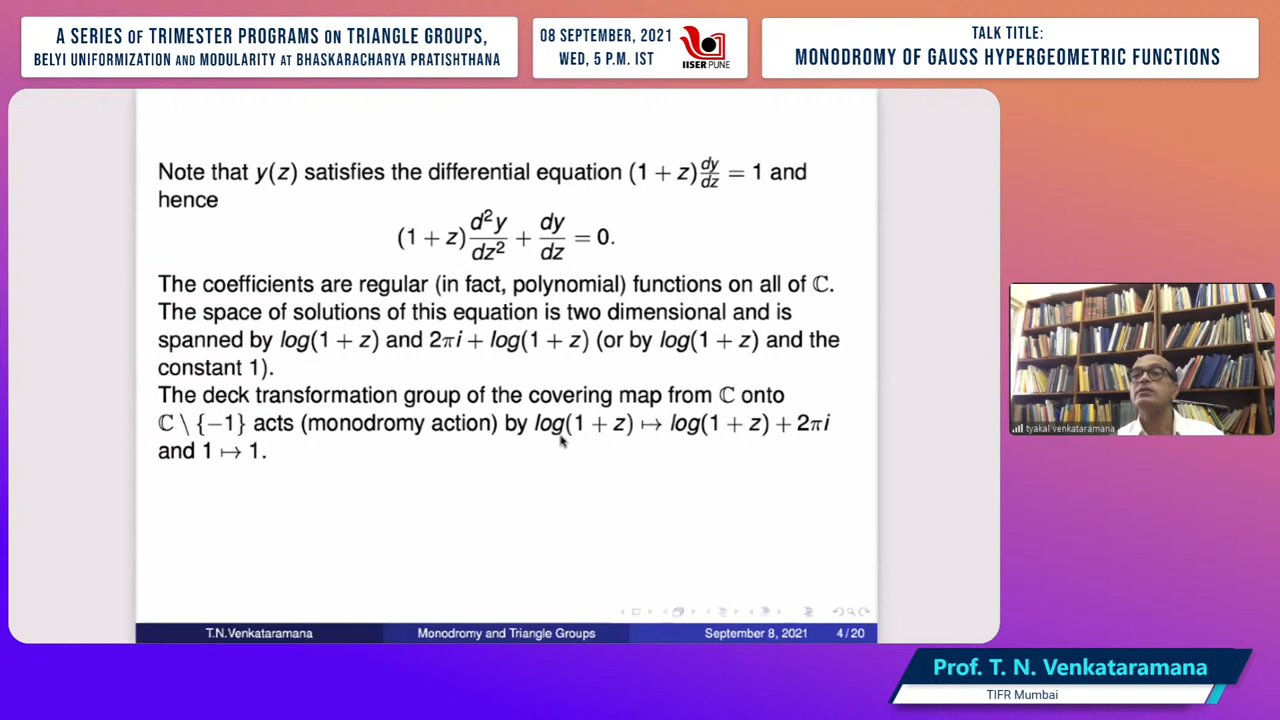 A SERIES OF TRIMESTER PROGRAMS ON TRIANGLE GROUPS,
BELYI UNIFORMIZATION AND MODULARITY AT BHASKARACHARYA PRATISHTHANA
08 SEPTEMBER, 2021
WED, 5 P.M. IST
IISER PUNE
TALK TITLE:
MONODROMY OF GAUSS HYPERGEOMETRIC FUNCTIONS
Note that y(z) satisfies the differential equation (1 + z) dy/dz = 1 and
hence
(1 + z) d²y/dz² + dy/dz = 0.
The coefficients are regular (in fact, polynomial) functions on all of ℂ.
The space of solutions of this equation is two dimensional and is
spanned by log(1 + z) and 2πi + log(1 + z) (or by log(1 + z) and the
constant 1).
The deck transformation group of the covering map from ℂ onto
ℂ \ {−1} acts (monodromy action) by log(1 + z) ↦ log(1 + z) + 2πi
and 1 ↦ 1.
T.N.Venkataramana
Monodromy and Triangle Groups
September 8, 2021
4/20
tyakal venkataramana
Prof. T. N. Venkataramana
TIFR Mumbai